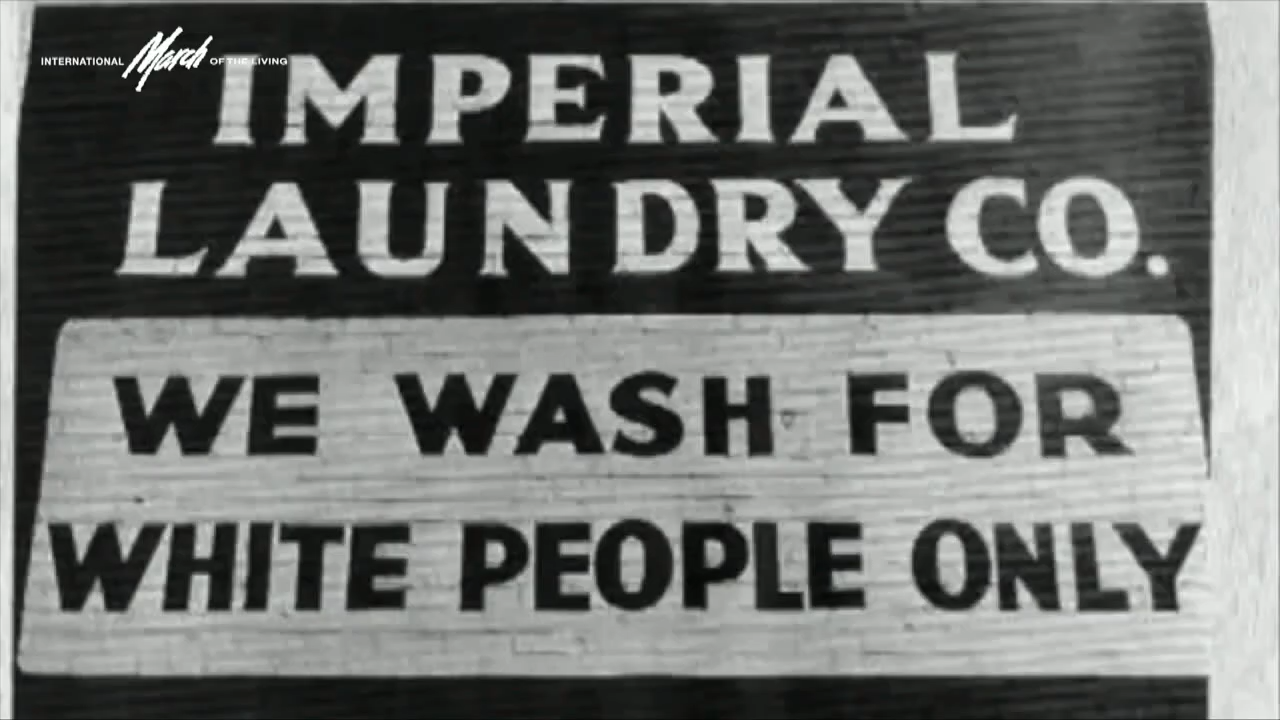 INTERNATIONAL March OF THE LIVING
IMPERIAL
LAUNDRY CO.
WE WASH FOR
WHITE PEOPLE ONLY